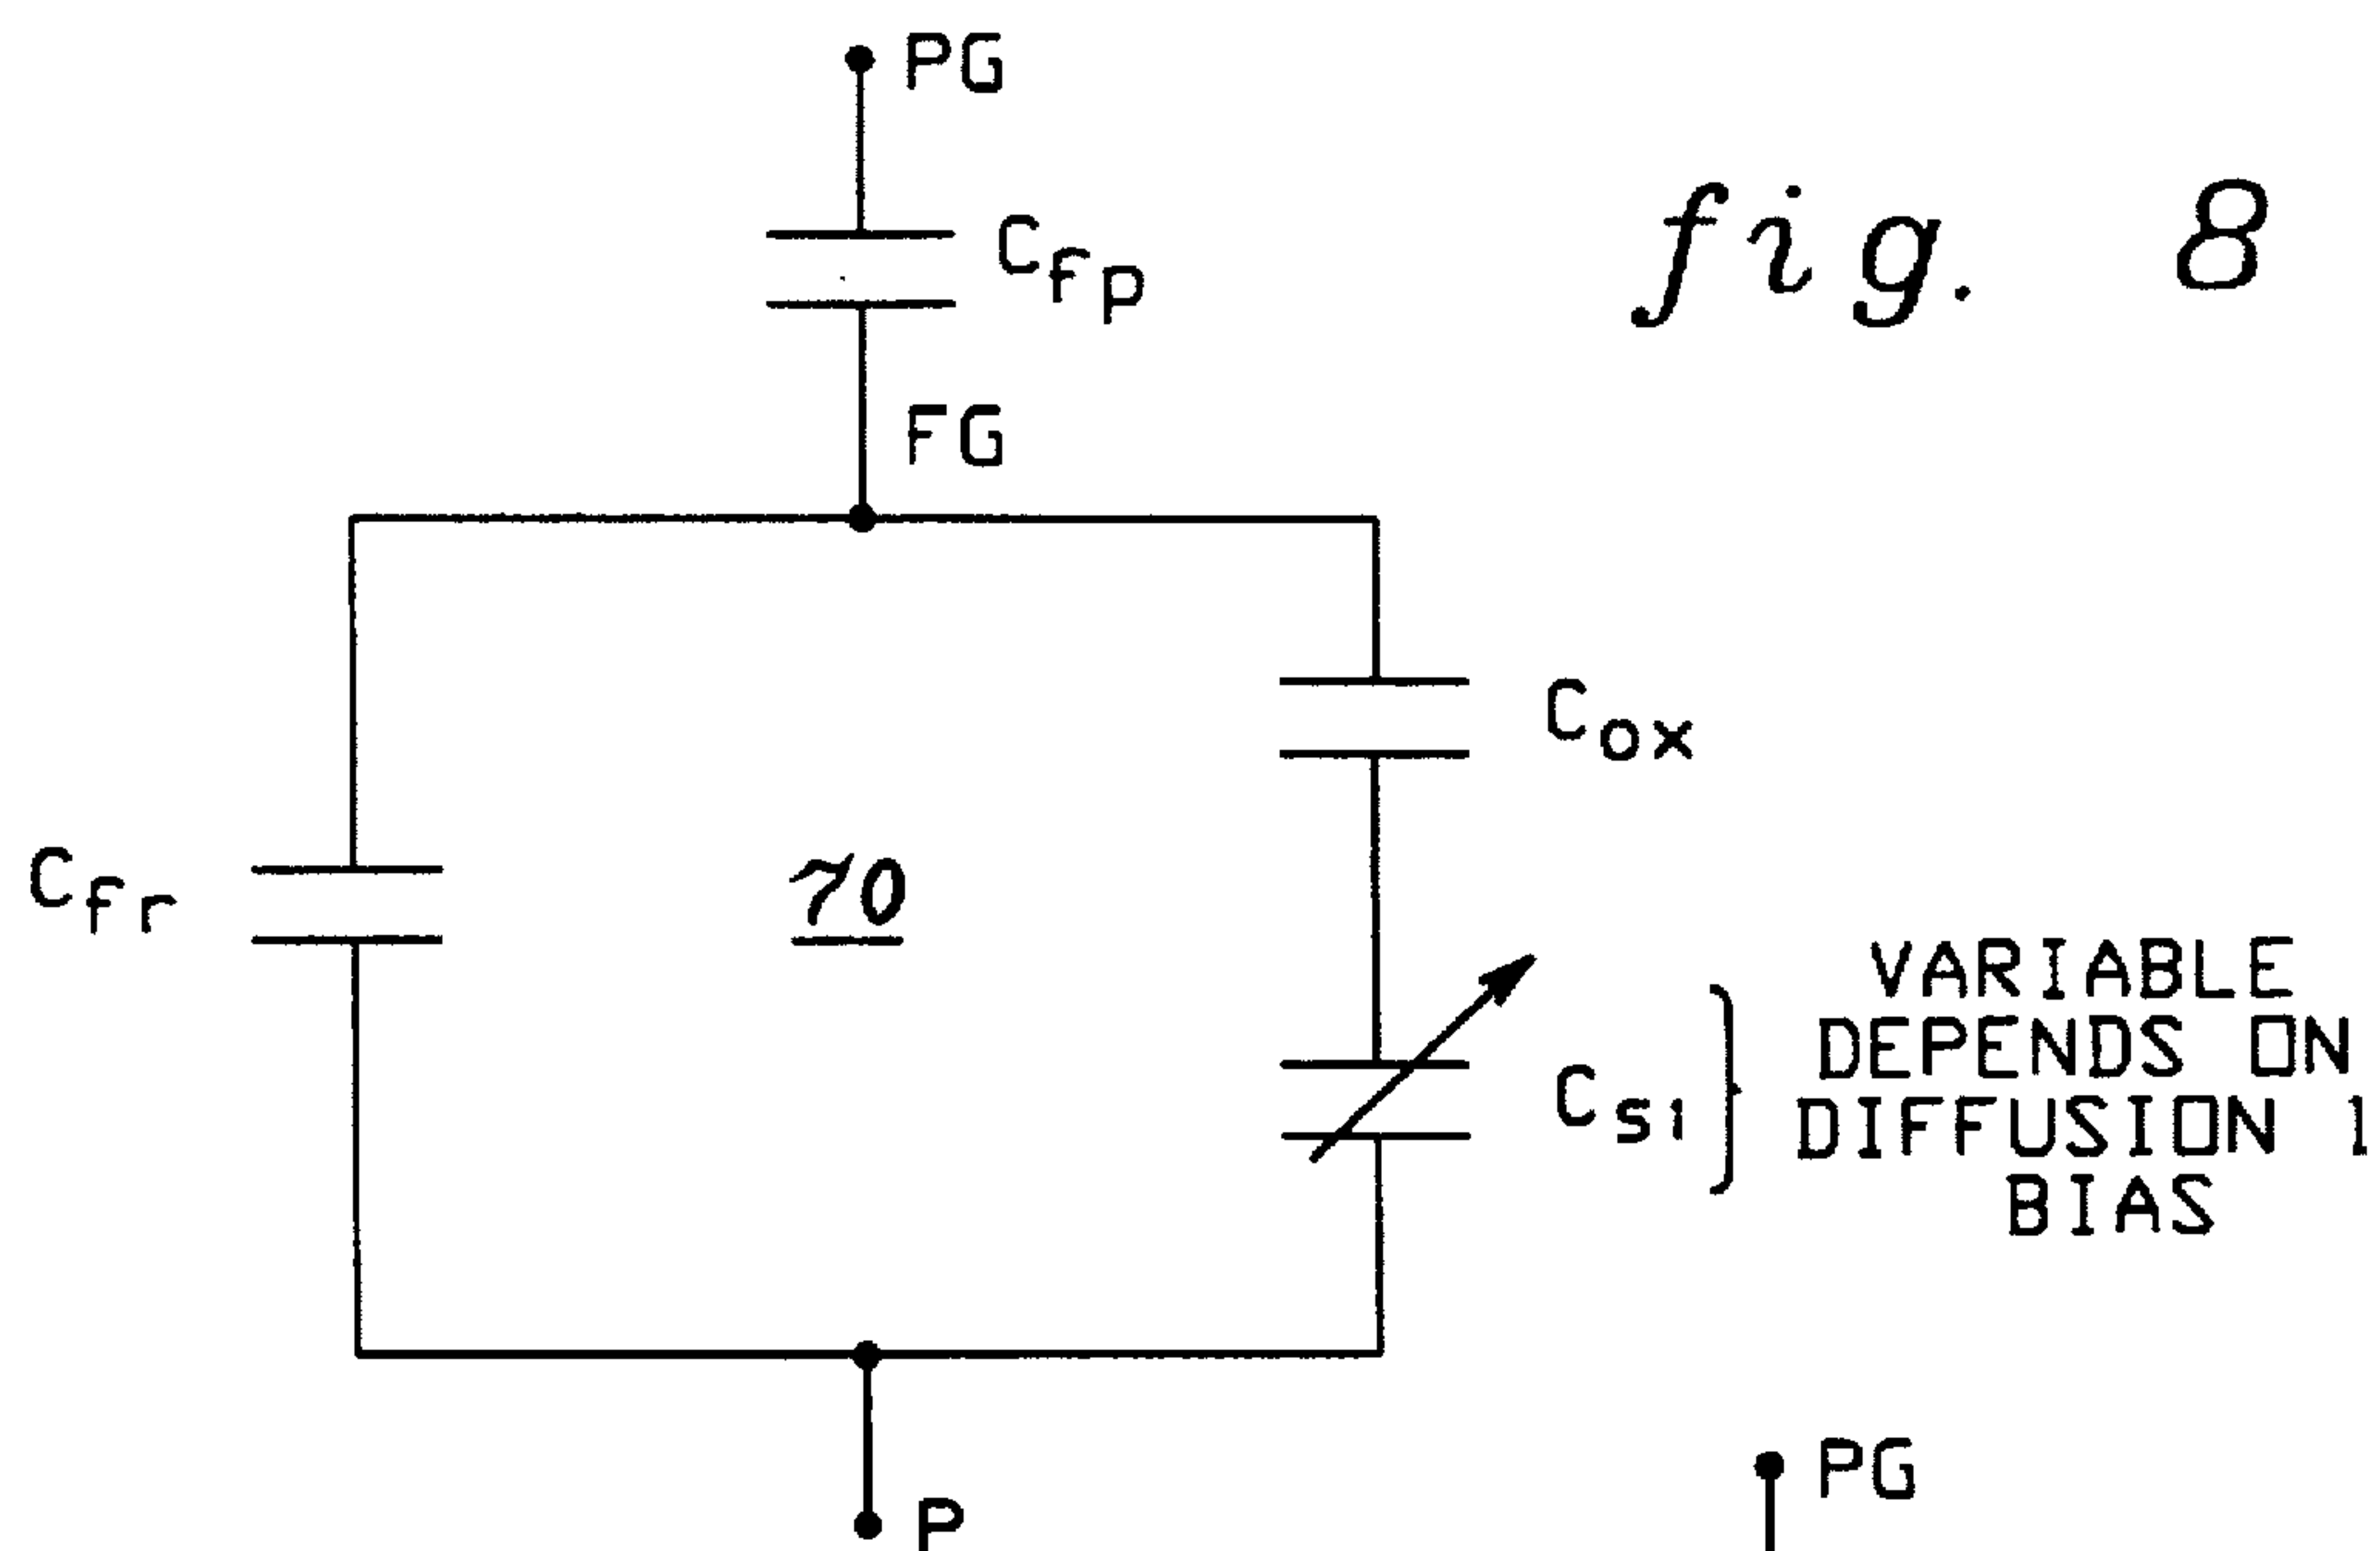 PG
fig. 8
Cfp
FG
Cox
Cfr
70
Csi
VARIABLE
DEPENDS ON
DIFFUSION 1
BIAS
PG
P